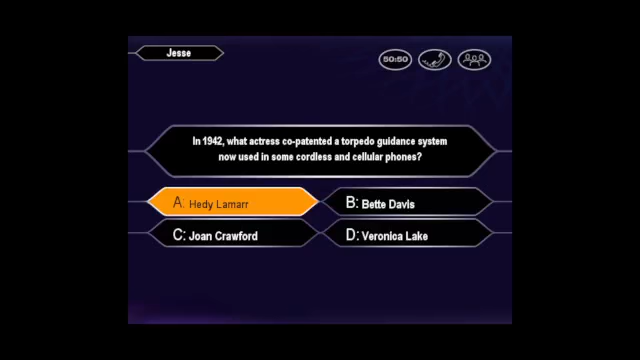 Jesse
50:50
In 1942, what actress co-patented a torpedo guidance system
now used in some cordless and cellular phones?
A: Hedy Lamarr
B: Bette Davis
C: Joan Crawford
D: Veronica Lake